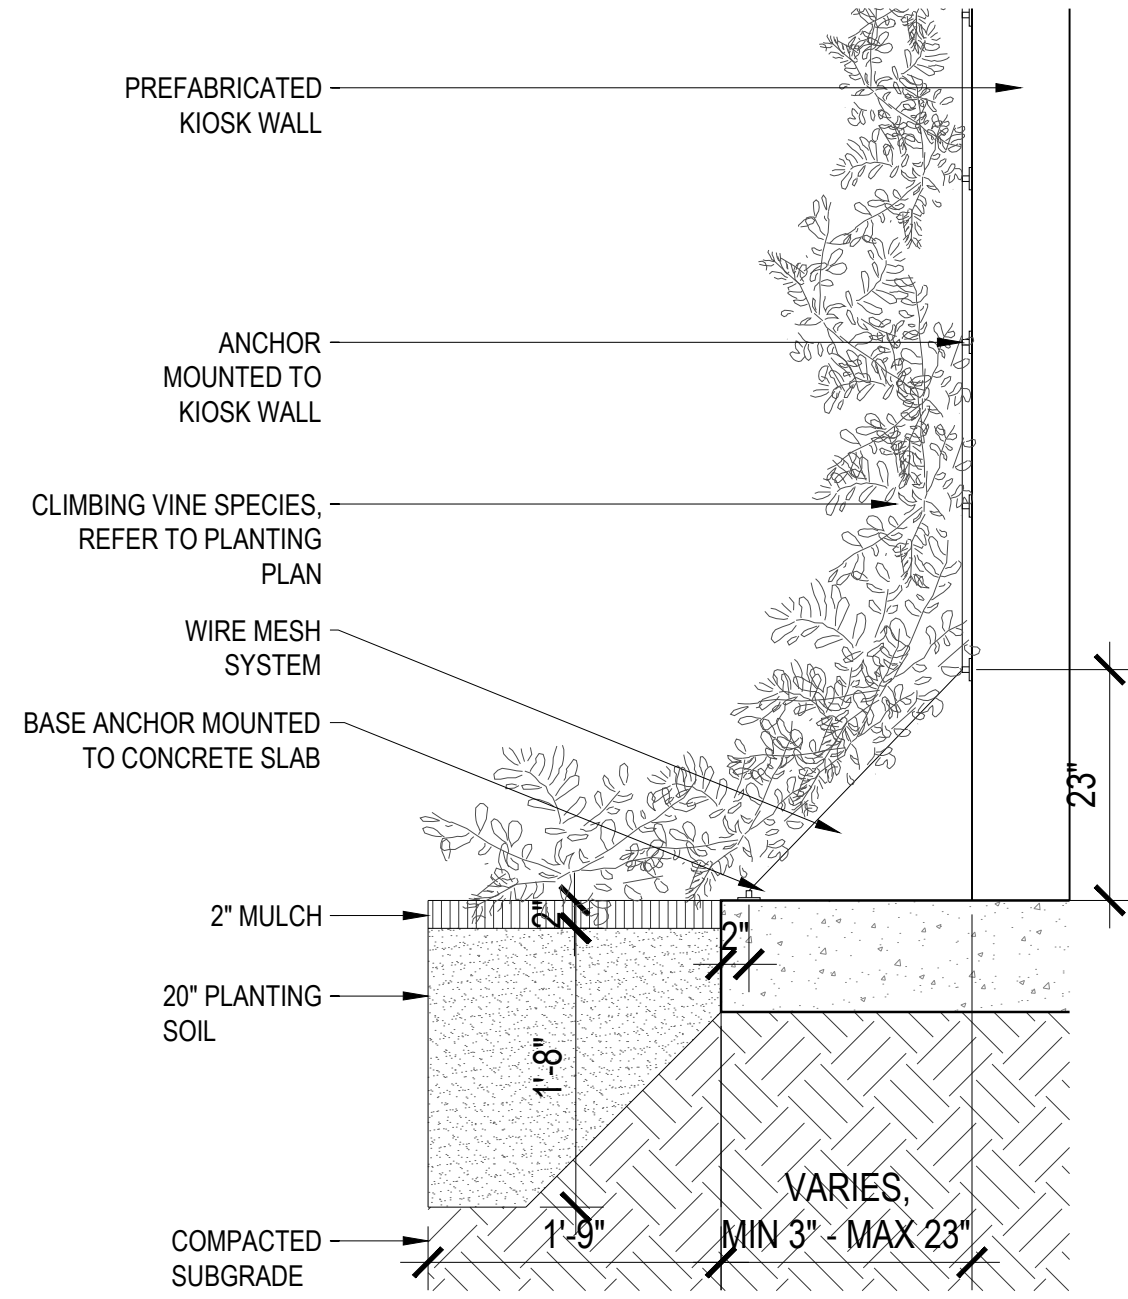 PREFABRICATED
KIOSK WALL
ANCHOR
MOUNTED TO
KIOSK WALL
CLIMBING VINE SPECIES,
REFER TO PLANTING
PLAN
WIRE MESH
SYSTEM
BASE ANCHOR MOUNTED
TO CONCRETE SLAB
23"
2" MULCH
2"
2"
20" PLANTING
SOIL
1'-8"
VARIES,
MIN 3" - MAX 23"
1'-9"
COMPACTED
SUBGRADE